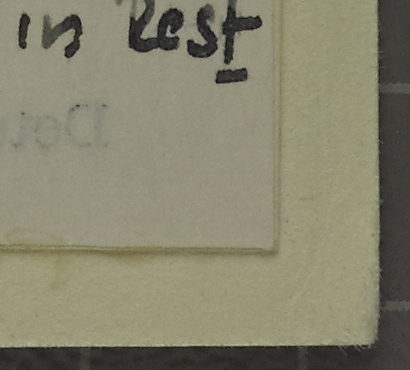 in Rest